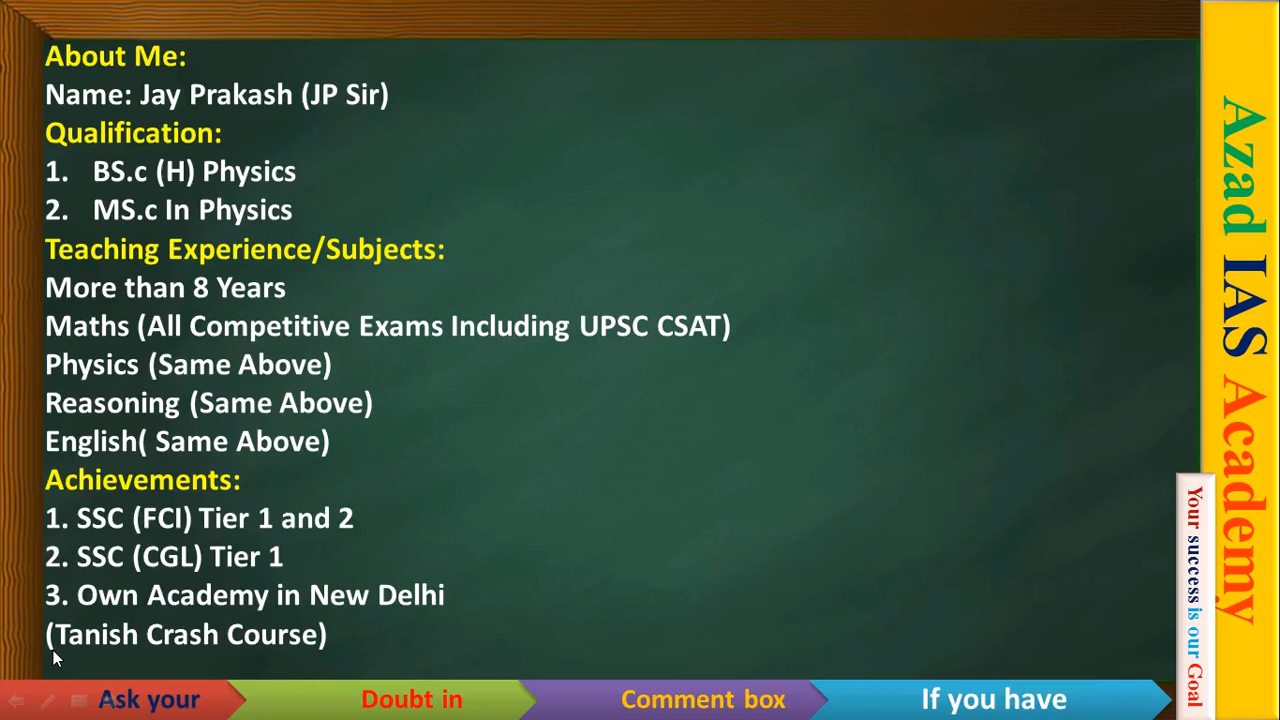 About Me:
Name: Jay Prakash (JP Sir)
Qualification:
1. BS.c (H) Physics
2. MS.c In Physics
Teaching Experience/Subjects:
More than 8 Years
Maths (All Competitive Exams Including UPSC CSAT)
Physics (Same Above)
Reasoning (Same Above)
English( Same Above)
Achievements:
1. SSC (FCI) Tier 1 and 2
2. SSC (CGL) Tier 1
3. Own Academy in New Delhi
(Tanish Crash Course)
Azad IAS Academy
Your success is our Goal
Ask your Doubt in Comment box If you have